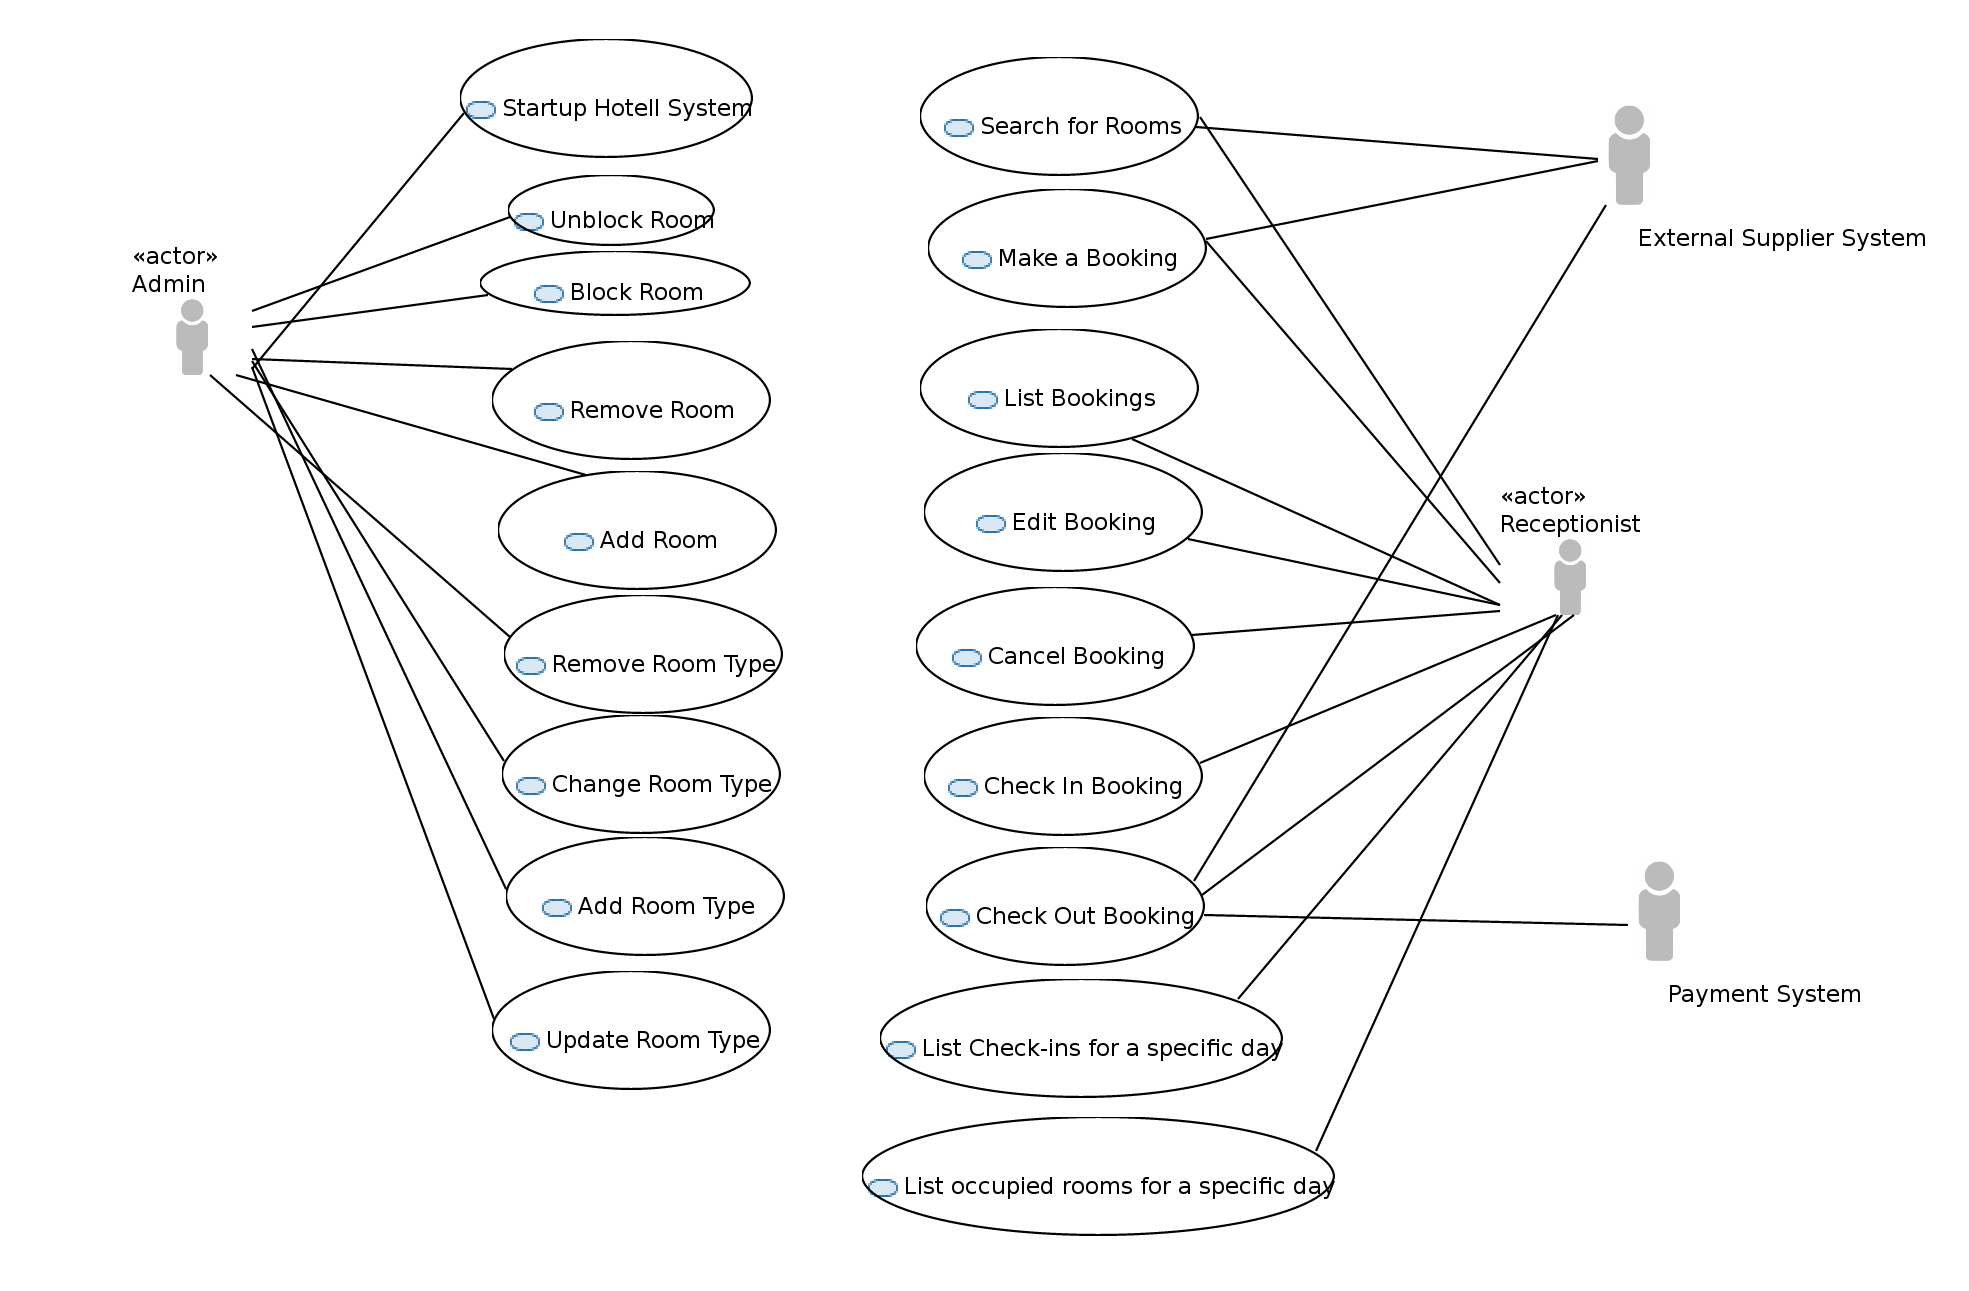 «actor»
Admin
Startup Hotell System
Unblock Room
Block Room
Remove Room
Add Room
Remove Room Type
Change Room Type
Add Room Type
Update Room Type
Search for Rooms
Make a Booking
List Bookings
Edit Booking
Cancel Booking
Check In Booking
Check Out Booking
List Check-ins for a specific day
List occupied rooms for a specific day
External Supplier System
«actor»
Receptionist
Payment System